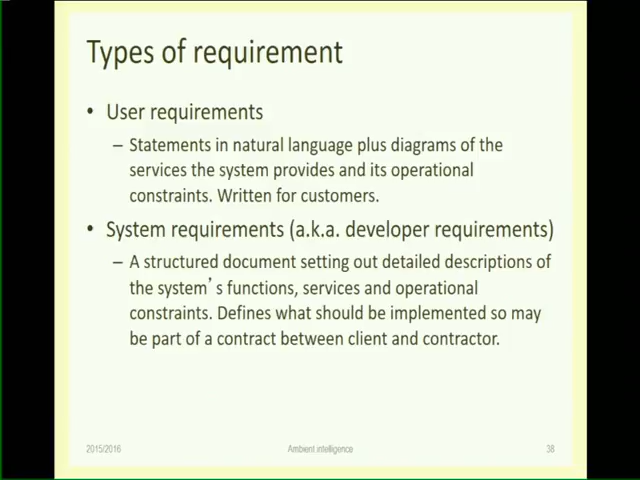 Types of requirement
• User requirements
– Statements in natural language plus diagrams of the
services the system provides and its operational
constraints. Written for customers.
• System requirements (a.k.a. developer requirements)
– A structured document setting out detailed descriptions of
the system’s functions, services and operational
constraints. Defines what should be implemented so may
be part of a contract between client and contractor.
2015/2016 Ambient intelligence 38